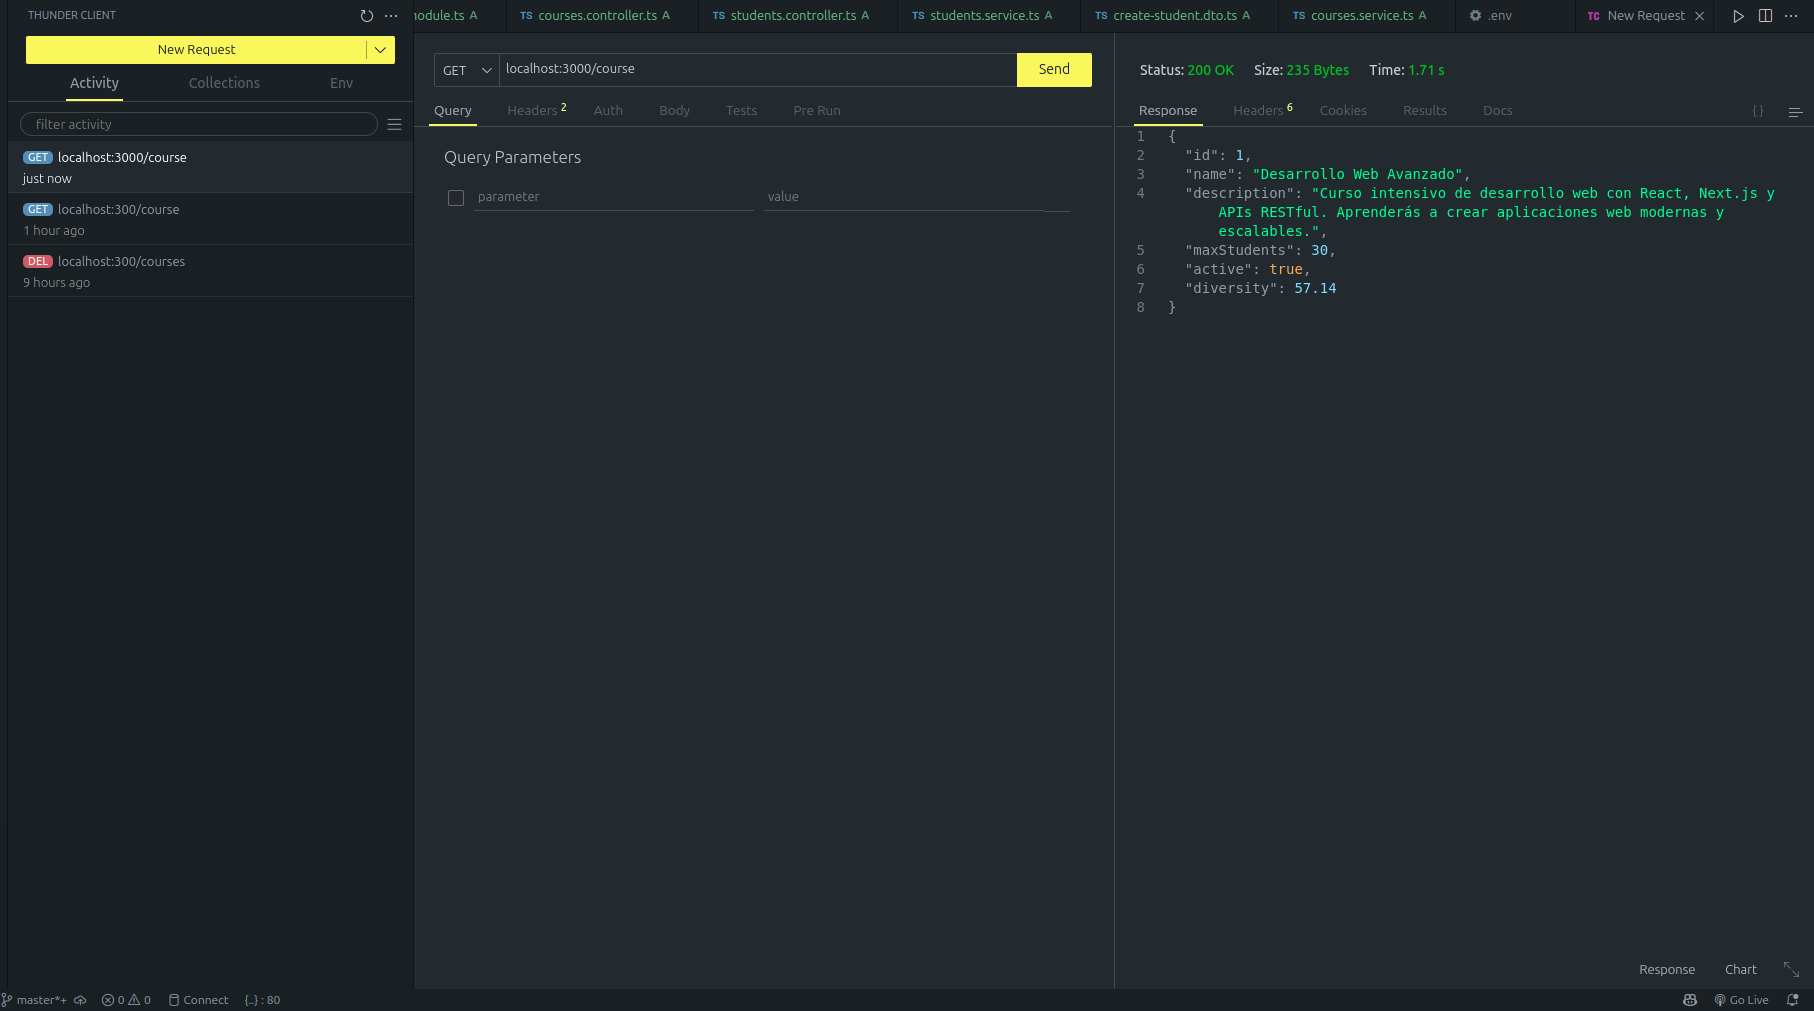 THUNDER CLIENT
New Request
Activity Collections Env
filter activity
GET localhost:3000/course
just now
GET localhost:300/course
1 hour ago
DEL localhost:300/courses
9 hours ago
odule.ts A TS courses.controller.ts A TS students.controller.ts A TS students.service.ts A TS create-student.dto.ts A TS courses.service.ts A .env TC New Request
GET localhost:3000/course Send
Query Headers 2 Auth Body Tests Pre Run
Query Parameters
parameter value
Status: 200 OK Size: 235 Bytes Time: 1.71 s
Response Headers 6 Cookies Results Docs {}
1 {
2 "id": 1,
3 "name": "Desarrollo Web Avanzado",
4 "description": "Curso intensivo de desarrollo web con React, Next.js y
APIs RESTful. Aprenderás a crear aplicaciones web modernas y
escalables.",
5 "maxStudents": 30,
6 "active": true,
7 "diversity": 57.14
8 }
Response Chart
master*+ 0 0 Connect {..} : 80 Go Live